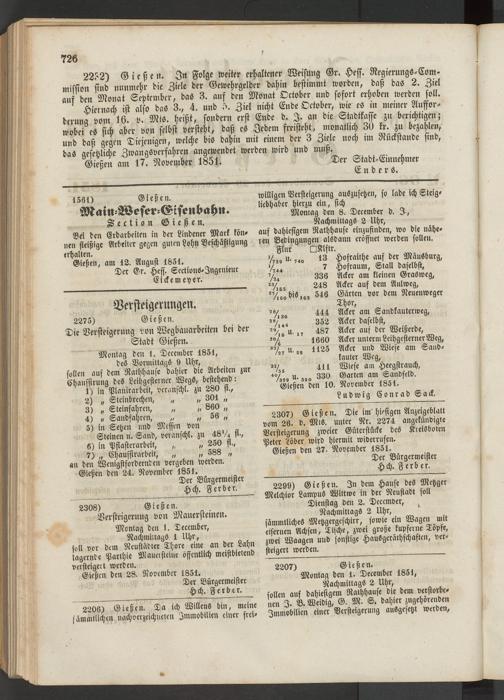 726
2252) Gießen. In Folge weiter erhaltener Weisung Gr. Hess. Regierungs-Com-
mission sind nunmehr die Ziele der Gewehrgelder dahin bestimmt worden, daß das 2. Ziel
auf den Monat September, das 3. auf den Monat October und sofort erhoben werden soll.
Hiernach ist also das 3., 4. und 5. Ziel nicht Ende October, wie es in meiner Auffor-
derung vom 16. v. Mts. heißt, sondern erst Ende d. J. an die Stadtkasse zu berichtigen;
wobei es sich aber von selbst versteht, daß es Jedem freisteht, monatlich 30 kr. zu bezahlen,
und daß gegen Diejenigen, welche bis dahin mit einem der 3 Ziele noch im Rückstande sind,
das gesetzliche Zwangsverfahren angewendet werden wird und muß.
Gießen am 17. November 1851.
Der Stadt-Einnehmer
Enders.
1561) Gießen.
Main-Weser-Eisenbahn.
Section Gießen.
Bei den Erdarbeiten in der Lindener Mark kön-
nen fleißige Arbeiter gegen guten Lohn Beschäftigung
erhalten.
Gießen, am 12. August 1851.
Der Gr. Hess. Sections-Ingenieur
Eickemeyer.
Versteigerungen.
2275) Gießen.
Die Versteigerung von Wegbauarbeiten bei der
Stadt Gießen.
Montag den 1. December 1851,
des Vormittags 9 Uhr,
sollen auf dem Rathhause dahier die Arbeiten zur
Chaussirung des Leihgesterner Wegs, bestehend:
1) in Planirarbeit, veranschl. zu 280 fl.,
2) „ Steinbrechen, „ „ 304 „
3) „ Steinfahren, „ „ 860 „
4) „ Sandfahren, „ „ 56 „
5) in Setzen und Messen von
Steinen u. Sand, veranschl. zu 48½ fl.,
6) in Pflasterarbeit, „ „ 250 fl.,
7) „ Chaussirarbeit, „ „ 588 „
an den Wenigstfordernden vergeben werden.
Gießen den 24. November 1851.
Der Bürgermeister
Hch. Ferber.
2308) Gießen.
Versteigerung von Mauersteinen.
Montag den 1. December,
Nachmittags 1 Uhr,
soll vor dem Neustädter Thore eine an der Lahn
lagernde Parthie Mauersteine öffentlich meistbietend
versteigert werden.
Gießen den 28. November 1851.
Der Bürgermeister
Hch. Ferber.
2206) Gießen. Da ich Willens bin, meine
sämmtlichen nachverzeichneten Immobilien einer frei-
willigen Versteigerung auszusetzen, so lade ich Steig-
liebhaber hierzu ein, sich
Montag den 8. December d. J.,
Nachmittags 2 Uhr,
auf dahiesigem Rathhause einzufinden, wo die nähe-
ren Bedingungen alsdann eröffnet werden sollen.
Flur □Klftr.
13 Hofraithe auf der Mäusburg,
7 Hofraum, Stall daselbst,
336 Acker am kleinen Grasweg,
248 Acker auf dem Aulweg,
546 Gärten vor dem Neuenweger
Thor,
444 Acker am Sandkauterweg,
352 Acker daselbst,
487 Acker auf der Weißerde,
1660 Acker unterm Leihgesterner Weg,
1125 Acker und Wiese am Sand-
kauter Weg,
411 Wiese am Heegstrauch,
330 Garten am Sandfeld.
Gießen den 10. November 1851.
Ludwig Conrad Sack.
2307) Gießen. Die im hiesigen Anzeigeblatt
vom 26. d. Mts. unter Nr. 2274 angekündigte
Versteigerung zweier Güterstücke des Kreisboten
Peter Löber wird hiermit widerrufen.
Gießen den 27. November 1851.
Der Bürgermeister
Hch. Ferber.
2299) Gießen. In dem Hause des Metzger
Melchior Lampus Wittwe in der Neustadt soll
Dienstag den 2. December,
Nachmittags 2 Uhr,
sämmtliches Metzgergeschirr, sowie ein Wagen mit
eisernen Achsen, Tische, zwei große kupferne Töpfe,
zwei Waagen und sonstige Hausgeräthschaften, ver-
steigert werden.
2207) Gießen.
Montag den 1. December 1851,
Nachmittags 2 Uhr,
sollen auf dahiesigem Rathhause die dem verstorbe-
nen J. B. Weidig, G. M. S. dahier zugehörenden
Immobilien einer Versteigerung ausgesetzt werden,